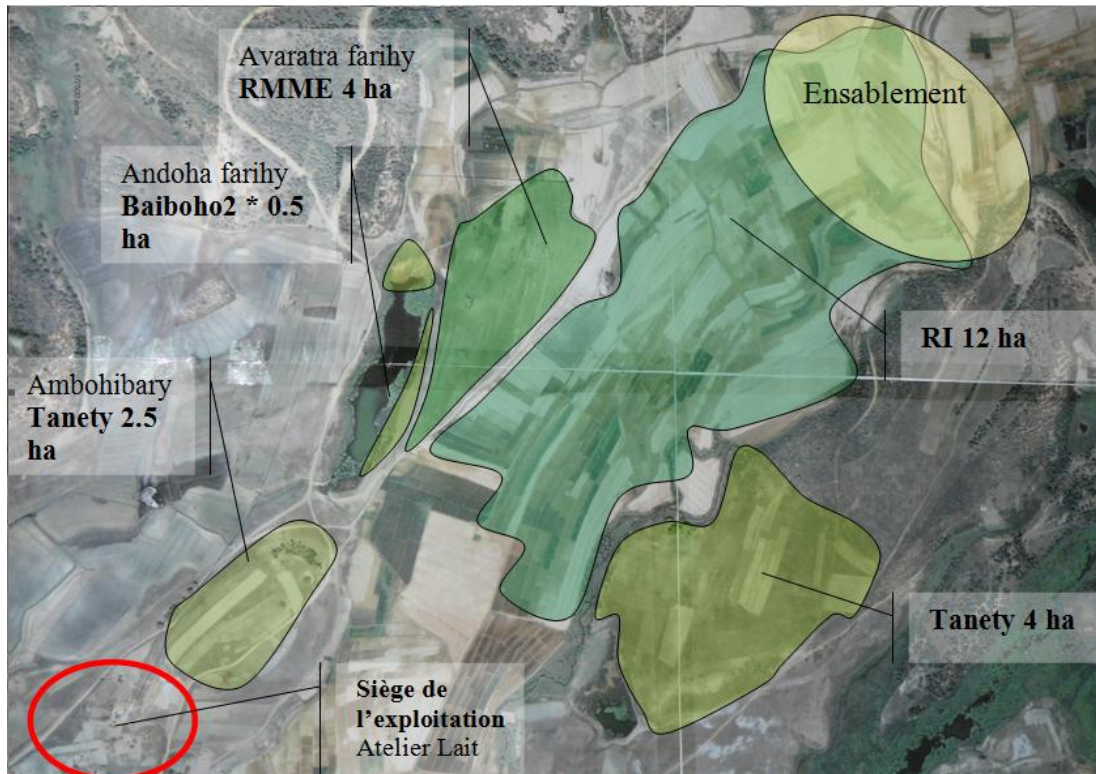 Avaratra farihy
RMME 4 ha
Ensablement
Andoha farihy
Baiboho2 * 0.5
ha
RI 12 ha
Ambohibary
Tanety 2.5
ha
Tanety 4 ha
Siège de
l’exploitation
Atelier Lait